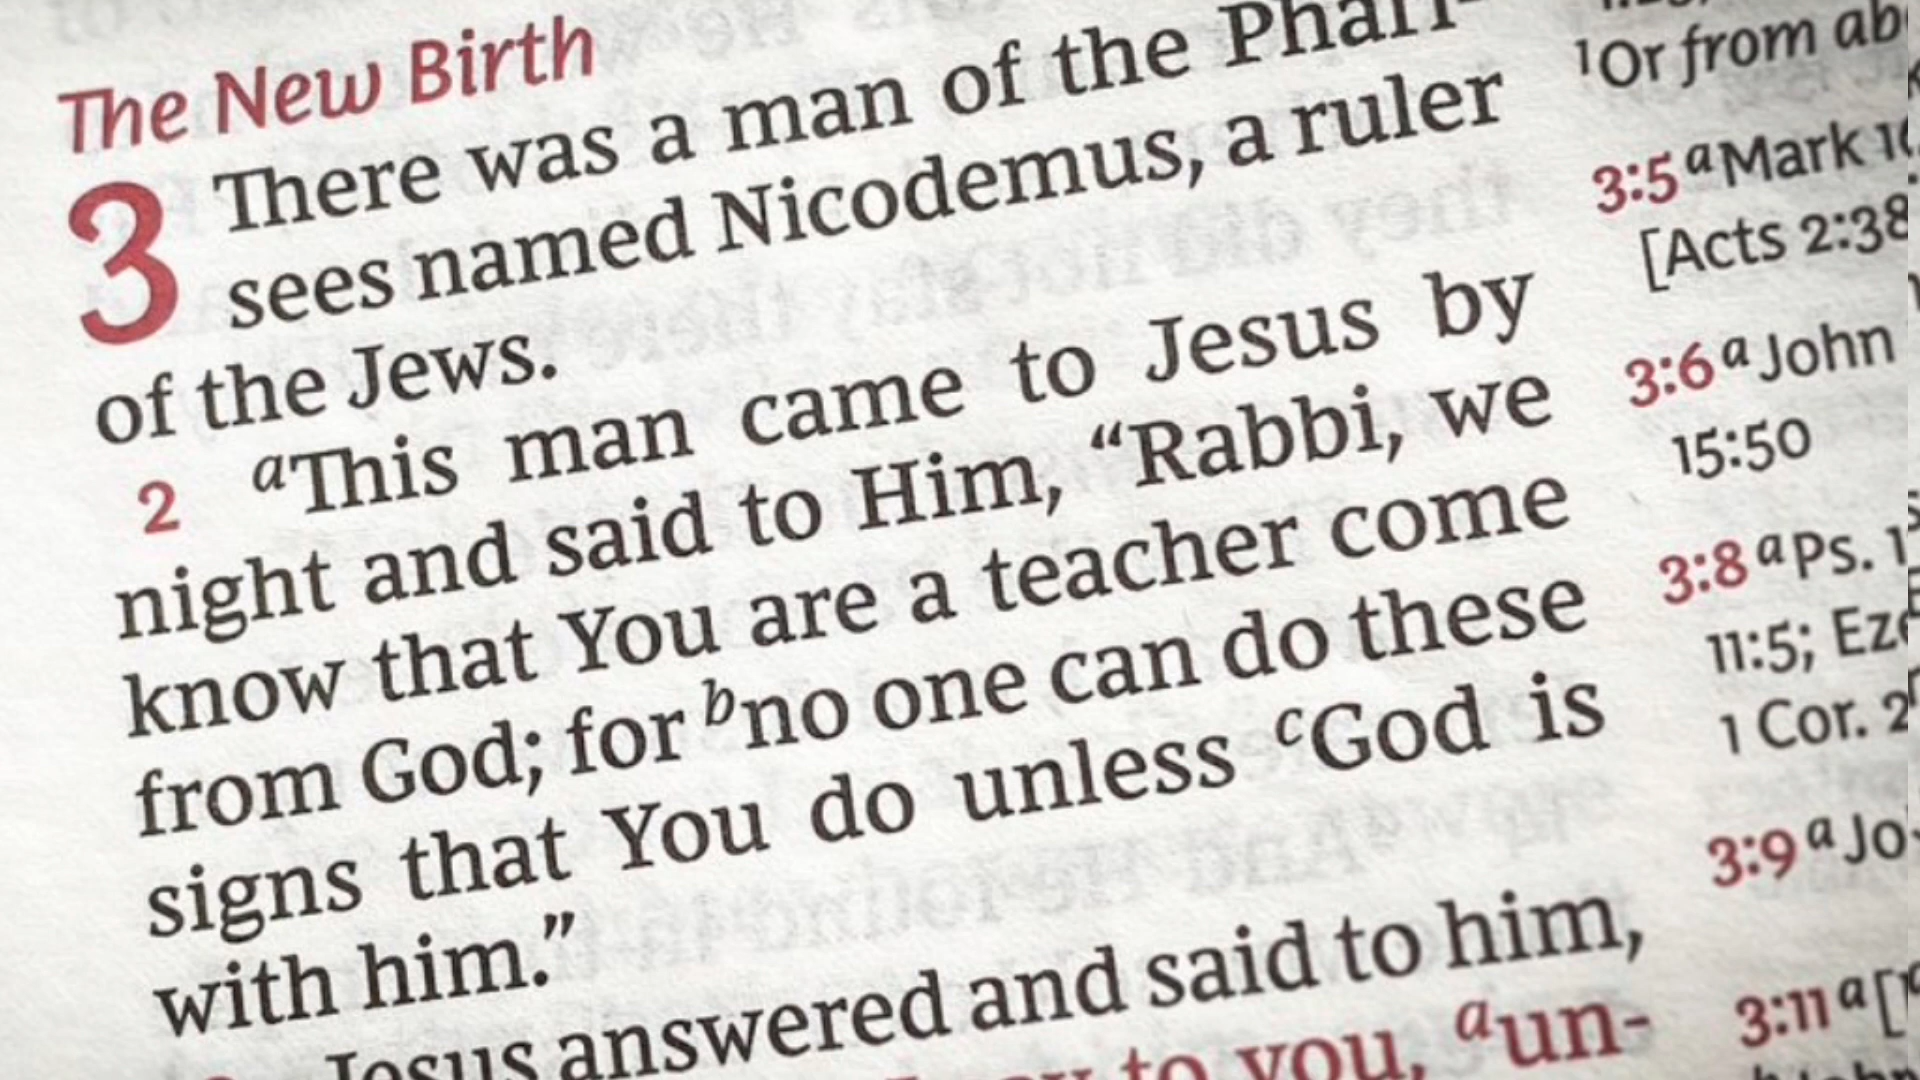 The New Birth
3 There was a man of the Phari-
sees named Nicodemus, a ruler
of the Jews.
2 aThis man came to Jesus by
night and said to Him, “Rabbi, we
know that You are a teacher come
from God; for bno one can do these
signs that You do unless cGod is
with him.”
Jesus answered and said to him,
to you, aun-
1Or from ab
3:5 aMark
[Acts 2:38
3:6 aJohn
15:50
3:8 aPs.
11:5; Eze
1 Cor. 2
3:9 aJo
3:11 a[